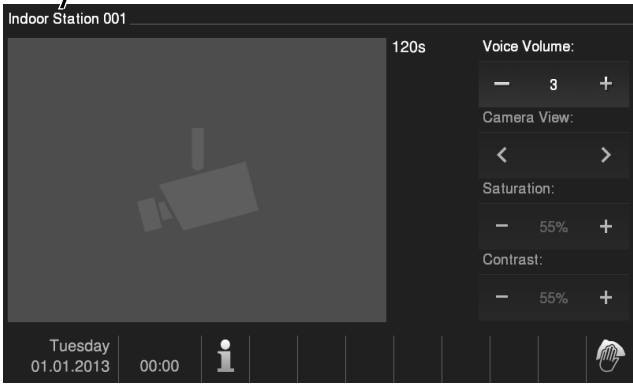 Indoor Station 001
120s
Voice Volume:
− 3 +
Camera View:
< >
Saturation:
− 55% +
Contrast:
− 55% +
Tuesday
01.01.2013
00:00
i